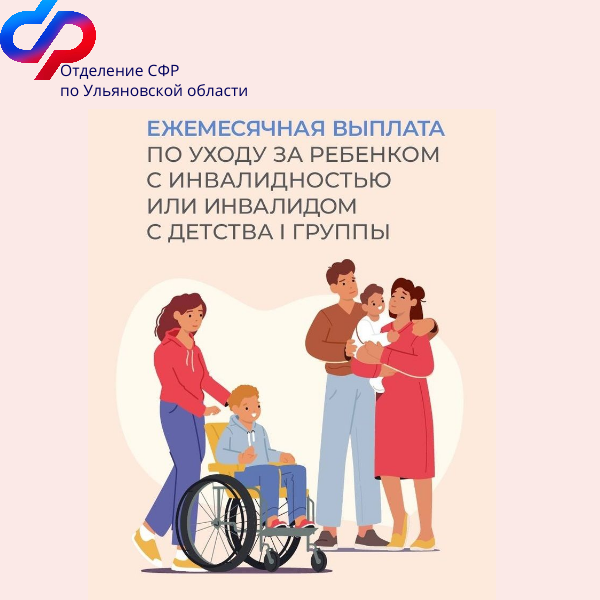 Отделение СФР
по Ульяновской области
ЕЖЕМЕСЯЧНАЯ ВЫПЛАТА
ПО УХОДУ ЗА РЕБЕНКОМ
С ИНВАЛИДНОСТЬЮ
ИЛИ ИНВАЛИДОМ
С ДЕТСТВА I ГРУППЫ